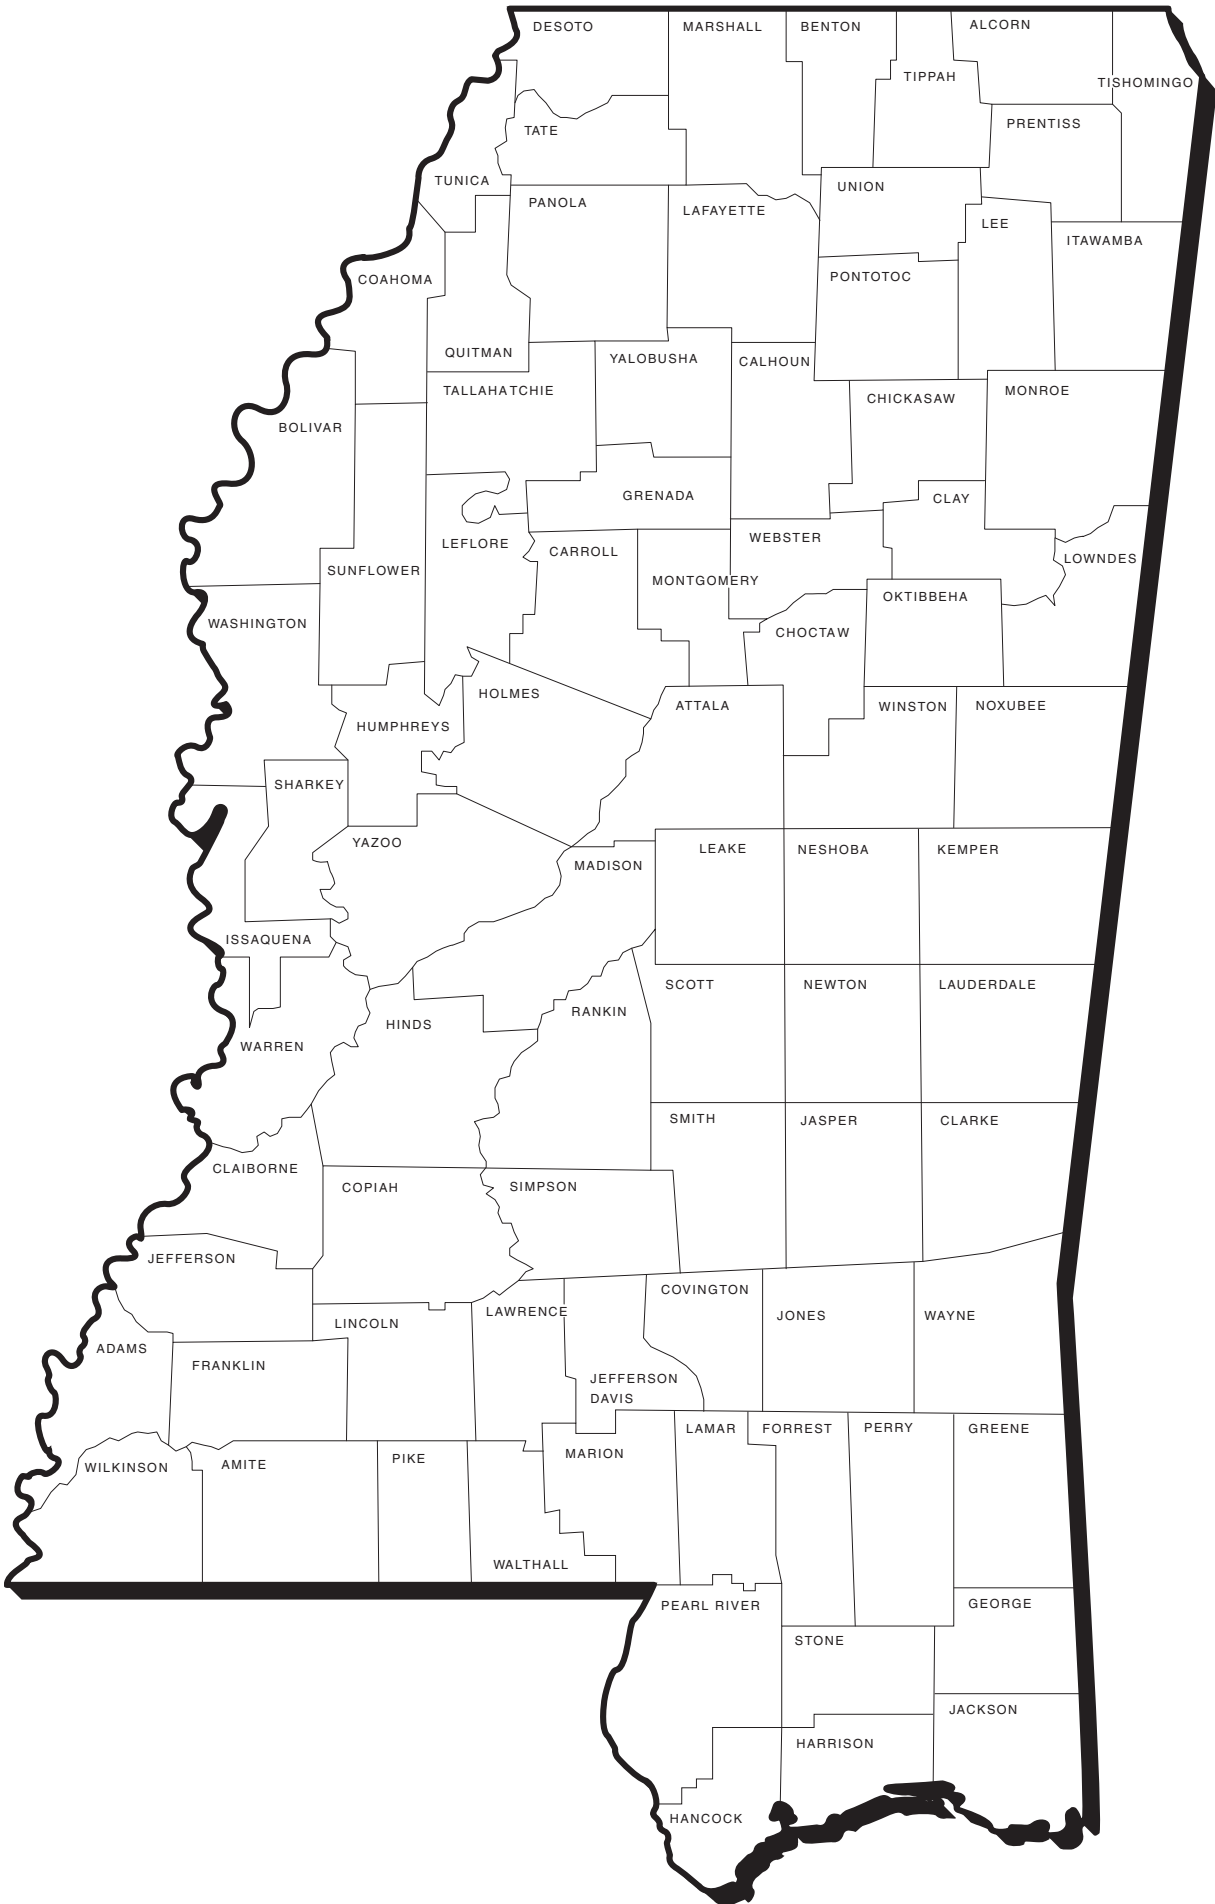 DESOTO
MARSHALL
BENTON
ALCORN
TIPPAH
TISHOMINGO
PRENTISS
TATE
TUNICA
UNION
PANOLA
LAFAYETTE
LEE
ITAWAMBA
COAHOMA
PONTOTOC
QUITMAN
YALOBUSHA
CALHOUN
TALLAHATCHIE
CHICKASAW
MONROE
BOLIVAR
GRENADA
CLAY
LEFLORE
CARROLL
WEBSTER
LOWNDES
SUNFLOWER
MONTGOMERY
OKTIBBEHA
WASHINGTON
CHOCTAW
HOLMES
ATTALA
WINSTON
NOXUBEE
HUMPHREYS
SHARKEY
YAZOO
LEAKE
NESHOBA
KEMPER
MADISON
ISSAQUENA
SCOTT
NEWTON
LAUDERDALE
RANKIN
HINDS
WARREN
SMITH
JASPER
CLARKE
CLAIBORNE
COPIAH
SIMPSON
JEFFERSON
COVINGTON
LAWRENCE
JONES
WAYNE
LINCOLN
ADAMS
FRANKLIN
JEFFERSON
DAVIS
LAMAR
FORREST
PERRY
GREENE
MARION
PIKE
AMITE
WILKINSON
WALTHALL
PEARL RIVER
GEORGE
STONE
JACKSON
HARRISON
HANCOCK